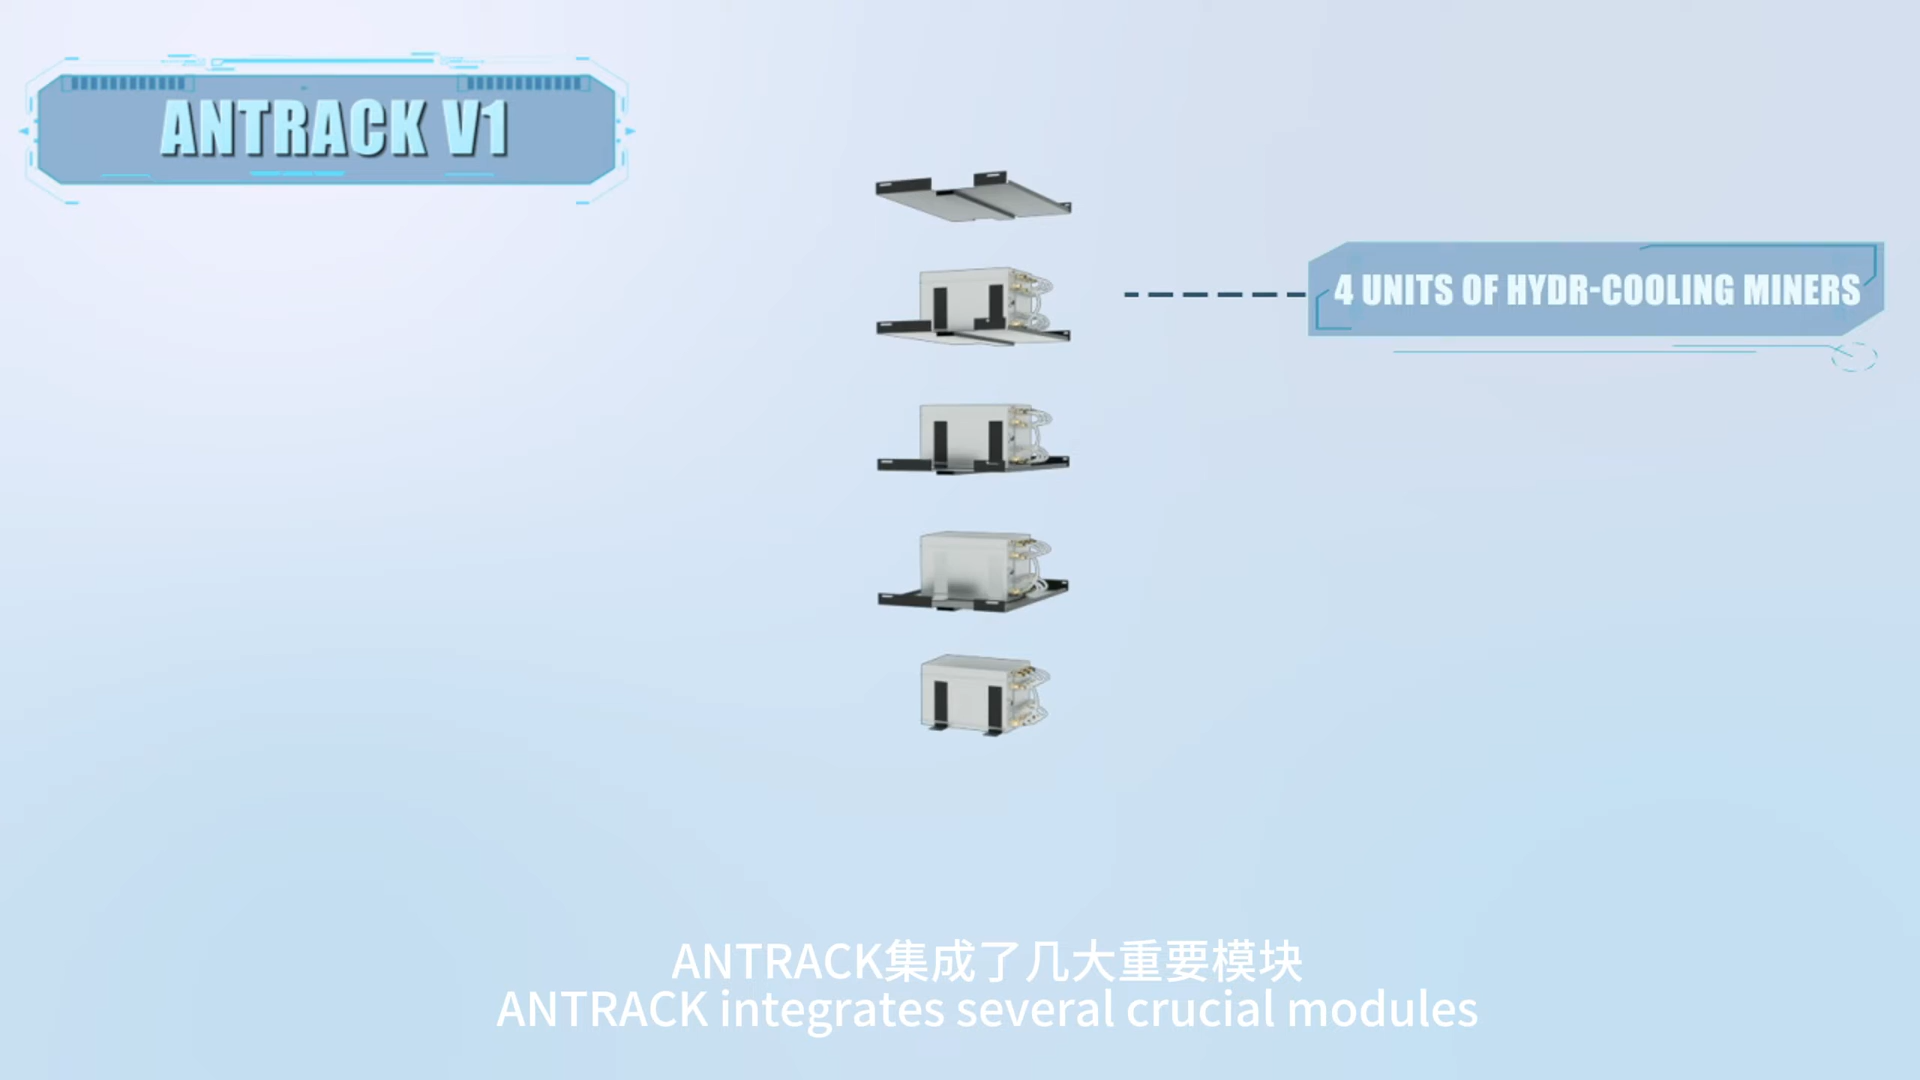 ANTRACK V1
4 UNITS OF HYDR-COOLING MINERS
ANTRACK集成了几大重要模块
ANTRACK integrates several crucial modules